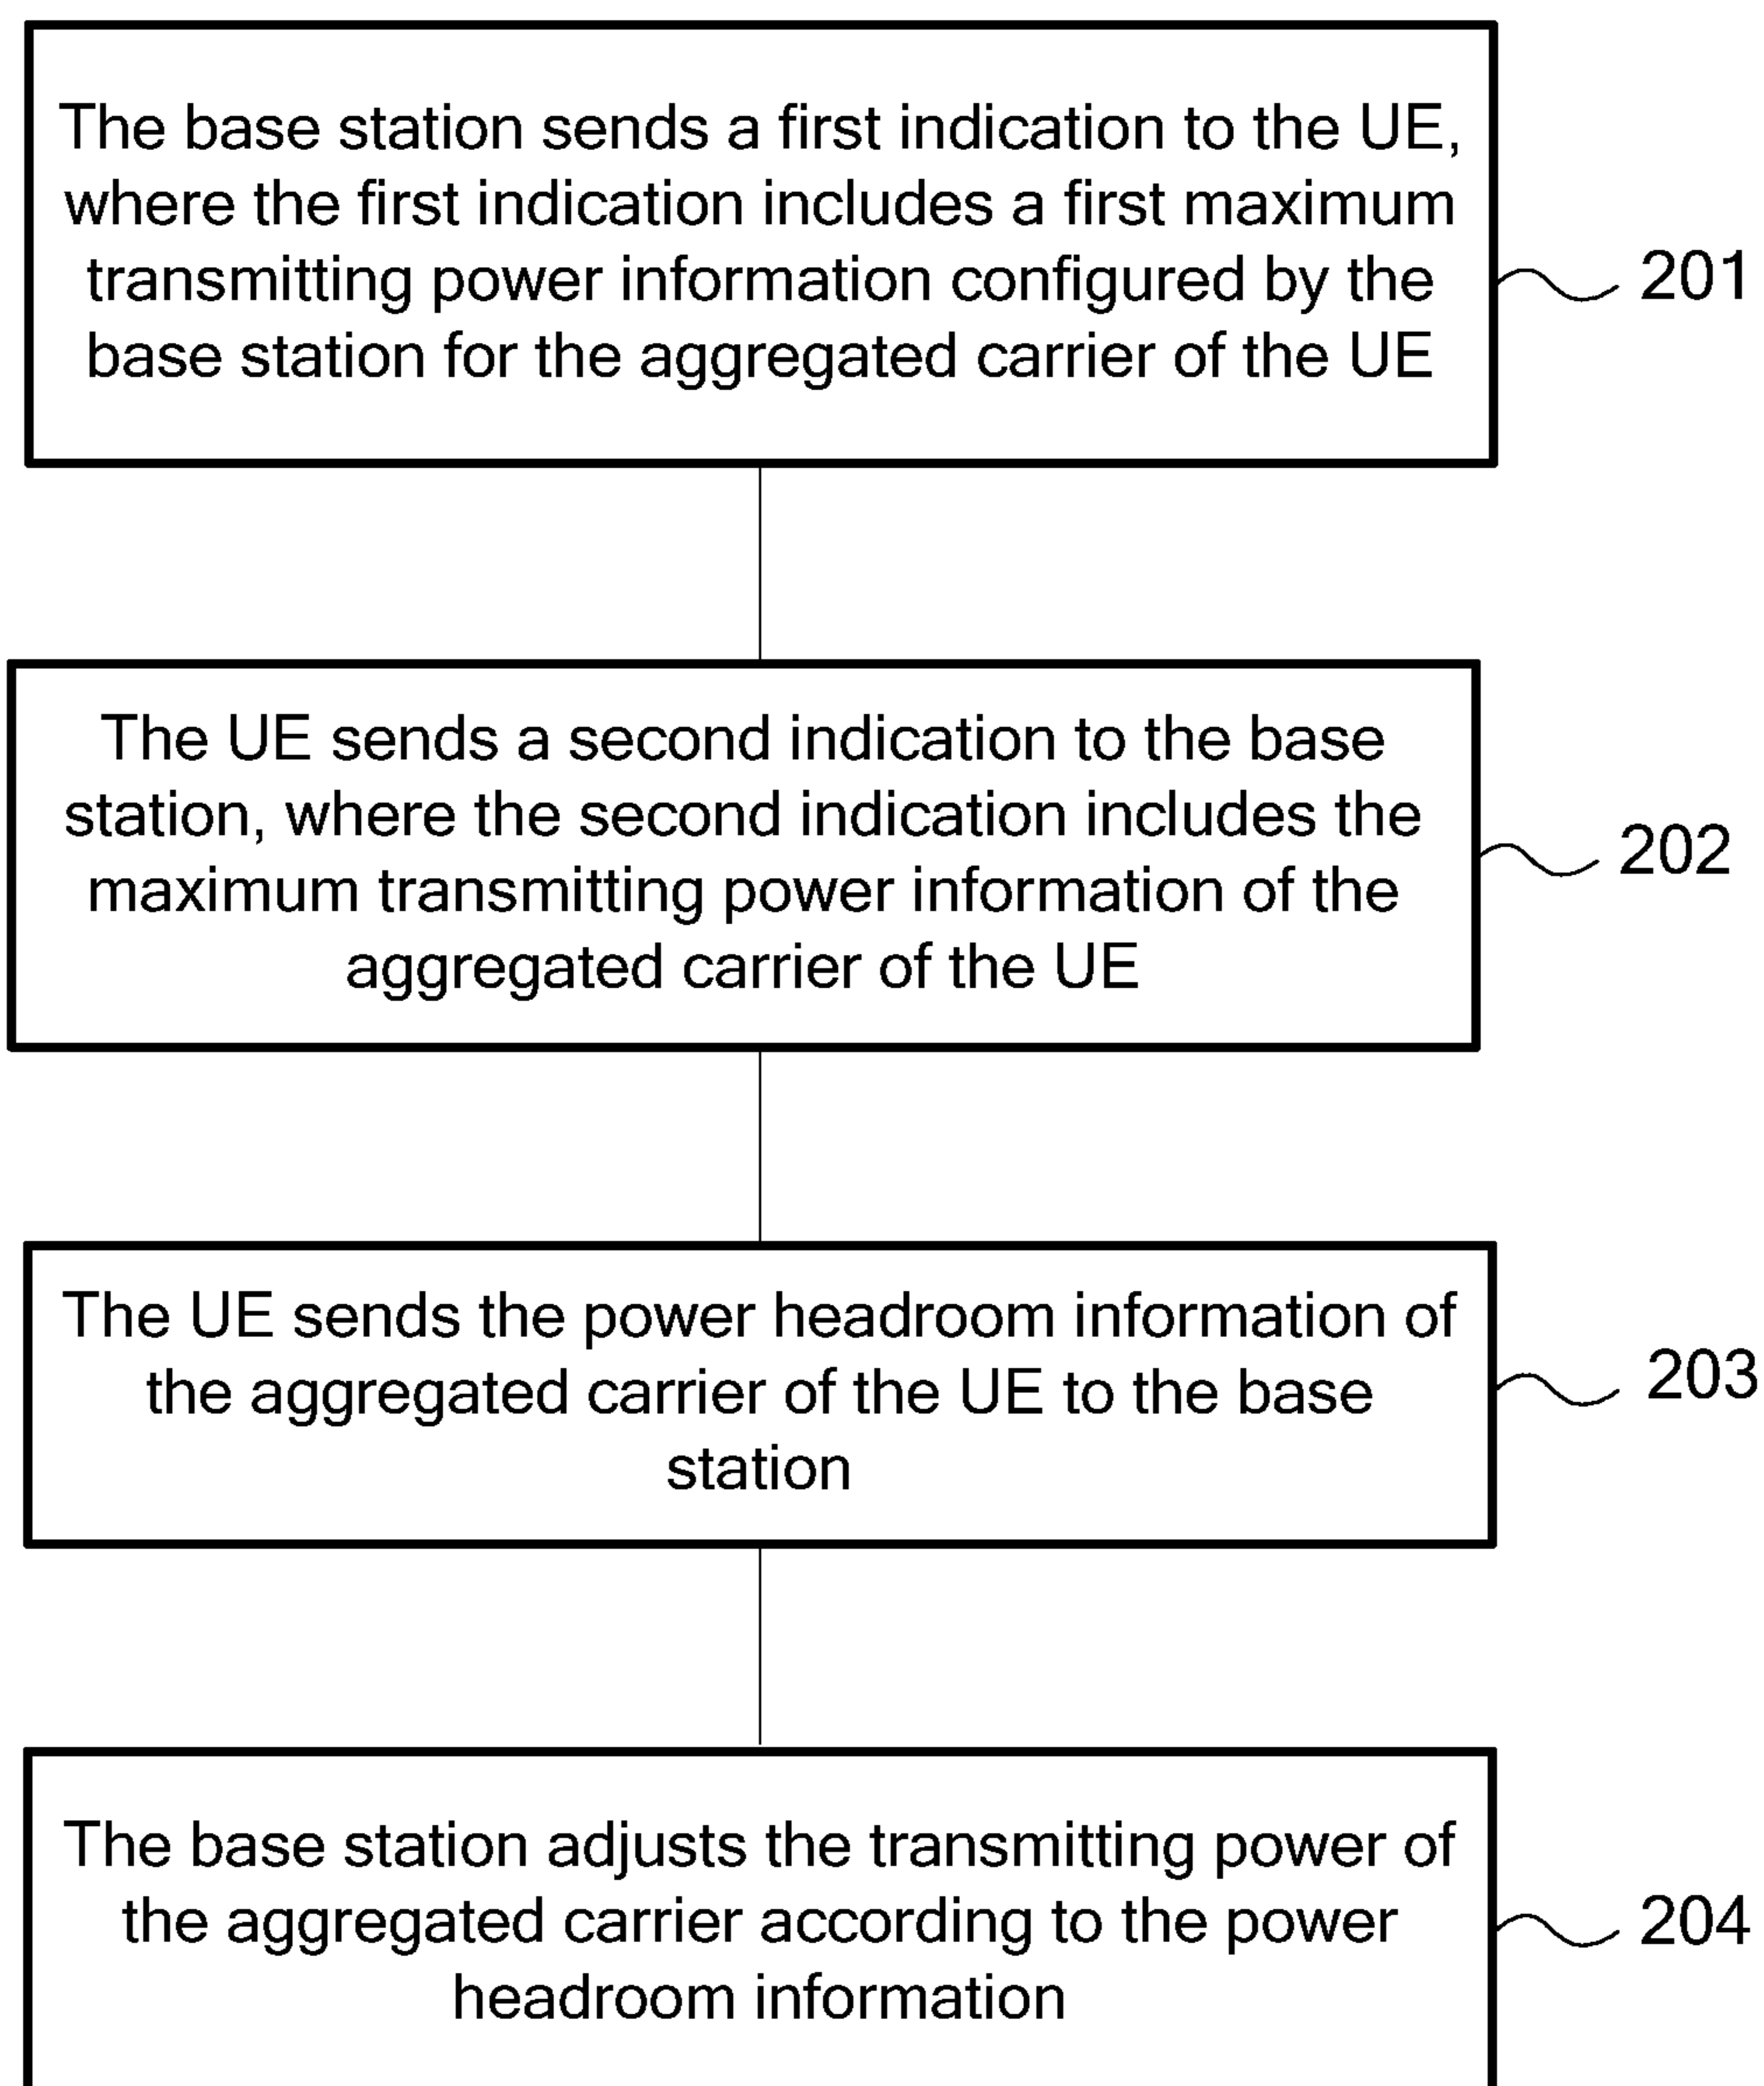 The base station sends a first indication to the UE,
where the first indication includes a first maximum
transmitting power information configured by the
base station for the aggregated carrier of the UE
201
The UE sends a second indication to the base
station, where the second indication includes the
maximum transmitting power information of the
aggregated carrier of the UE
202
The UE sends the power headroom information of
the aggregated carrier of the UE to the base
station
203
The base station adjusts the transmitting power of
the aggregated carrier according to the power
headroom information
204